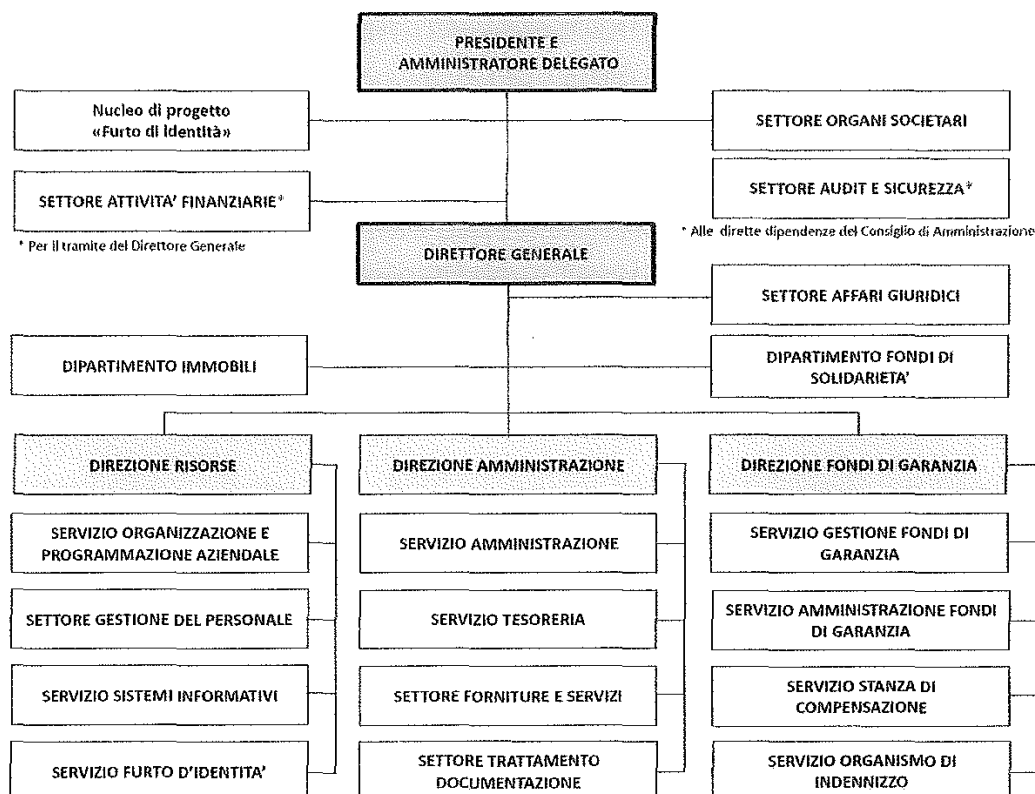 PRESIDENTE E
AMMINISTRATORE DELEGATO
Nucleo di progetto
«Furto di identità»
SETTORE ORGANI SOCIETARI
SETTORE ATTIVITA' FINANZIARIE*
SETTORE AUDIT E SICUREZZA*
* Per il tramite del Direttore Generale
* Alle dirette dipendenze del Consiglio di Amministrazione
DIRETTORE GENERALE
SETTORE AFFARI GIURIDICI
DIPARTIMENTO IMMOBILI
DIPARTIMENTO FONDI DI
SOLIDARIETA'
DIREZIONE RISORSE
DIREZIONE AMMINISTRAZIONE
DIREZIONE FONDI DI GARANZIA
SERVIZIO ORGANIZZAZIONE E
PROGRAMMAZIONE AZIENDALE
SERVIZIO AMMINISTRAZIONE
SERVIZIO GESTIONE FONDI DI
GARANZIA
SETTORE GESTIONE DEL PERSONALE
SERVIZIO TESORERIA
SERVIZIO AMMINISTRAZIONE FONDI
DI GARANZIA
SERVIZIO SISTEMI INFORMATIVI
SETTORE FORNITURE E SERVIZI
SERVIZIO STANZA DI
COMPENSAZIONE
SERVIZIO FURTO D'IDENTITA'
SETTORE TRATTAMENTO
DOCUMENTAZIONE
SERVIZIO ORGANISMO DI
INDENNIZZO